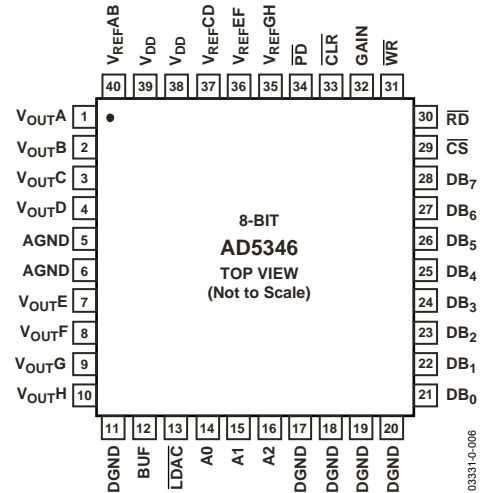 VREFAB
VDD
VDD
VREFCD
VREFEF
VREFGH
PD
CLR
GAIN
WR
40 39 38 37 36 35 34 33 32 31
VOUTA 1
VOUTB 2
VOUTC 3
VOUTD 4
AGND 5
AGND 6
VOUTE 7
VOUTF 8
VOUTG 9
VOUTH 10
8-BIT
AD5346
TOP VIEW
(Not to Scale)
30 RD
29 CS
28 DB7
27 DB6
26 DB5
25 DB4
24 DB3
23 DB2
22 DB1
21 DB0
11 12 13 14 15 16 17 18 19 20
DGND
BUF
LDAC
A0
A1
A2
DGND
DGND
DGND
DGND
03331-0-006